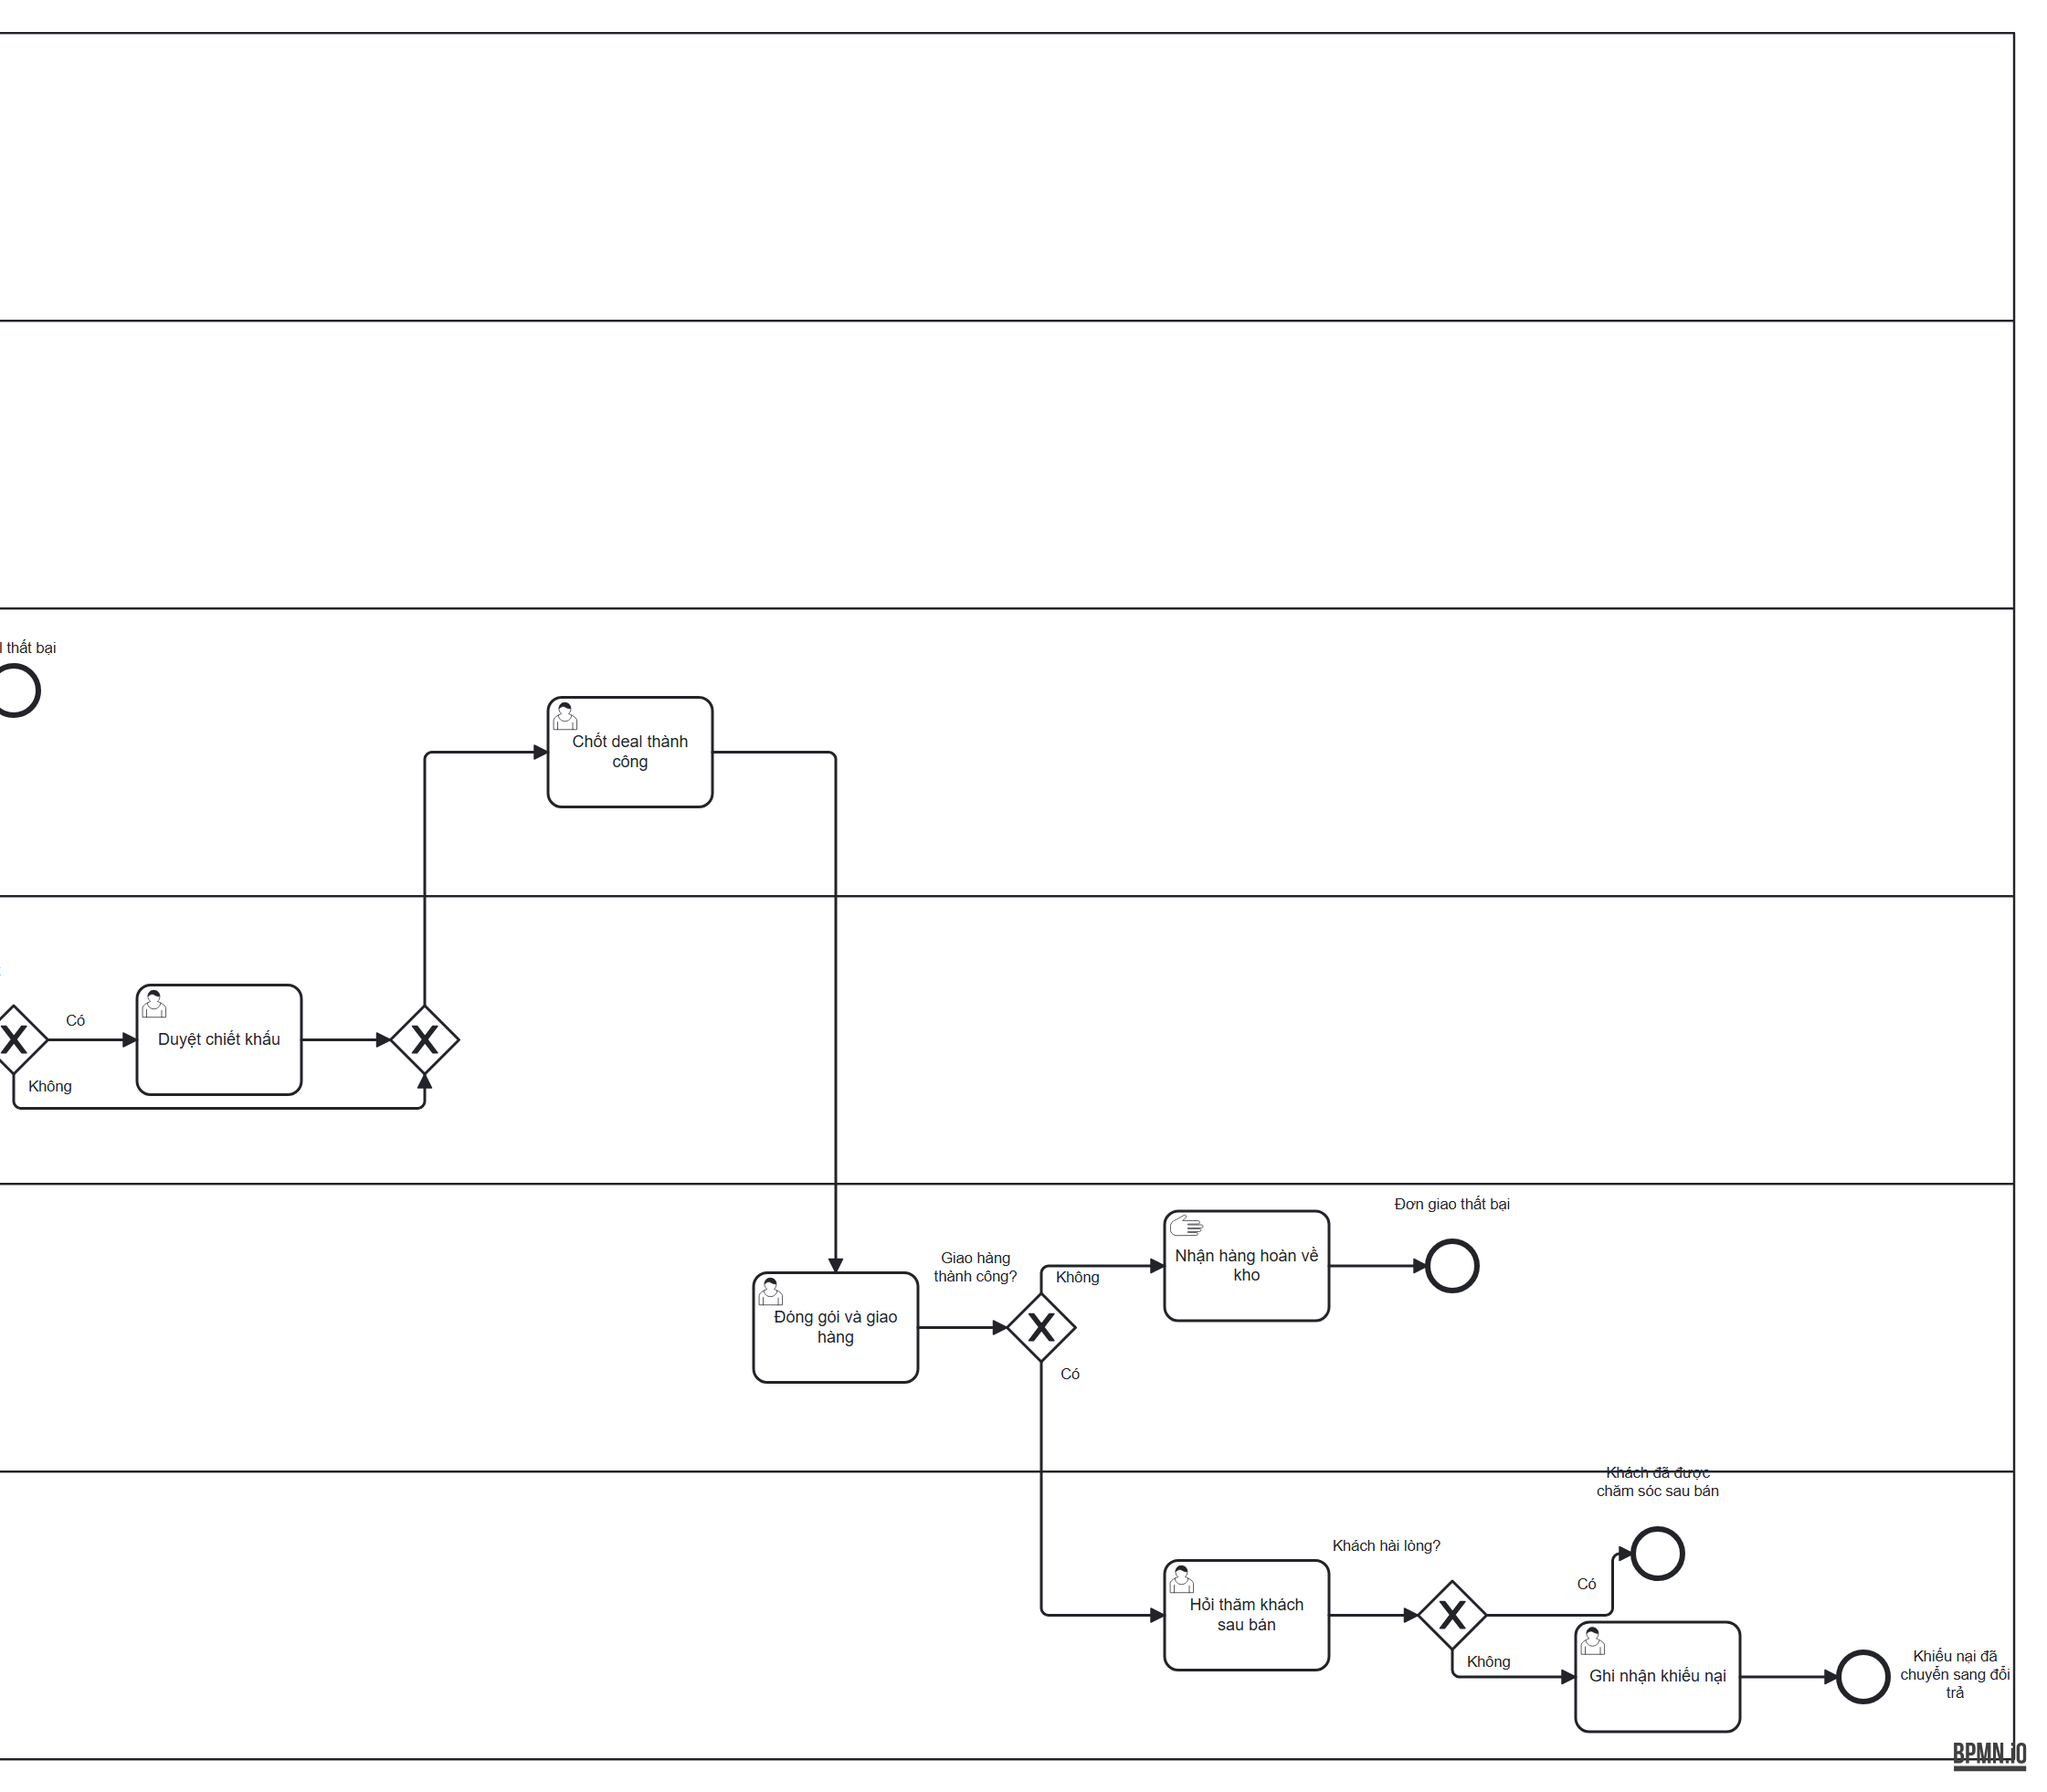 thất bại
Chốt deal thành
công
Có
Duyệt chiết khấu
Không
Đơn giao thất bại
Giao hàng
thành công?
Không
Nhận hàng hoàn về
kho
Đóng gói và giao
hàng
Có
Khách đã được
chăm sóc sau bán
Khách hài lòng?
Có
Hỏi thăm khách
sau bán
Không
Ghi nhận khiếu nại
Khiếu nại đã
chuyển sang đổi
trả
BPMN.iO